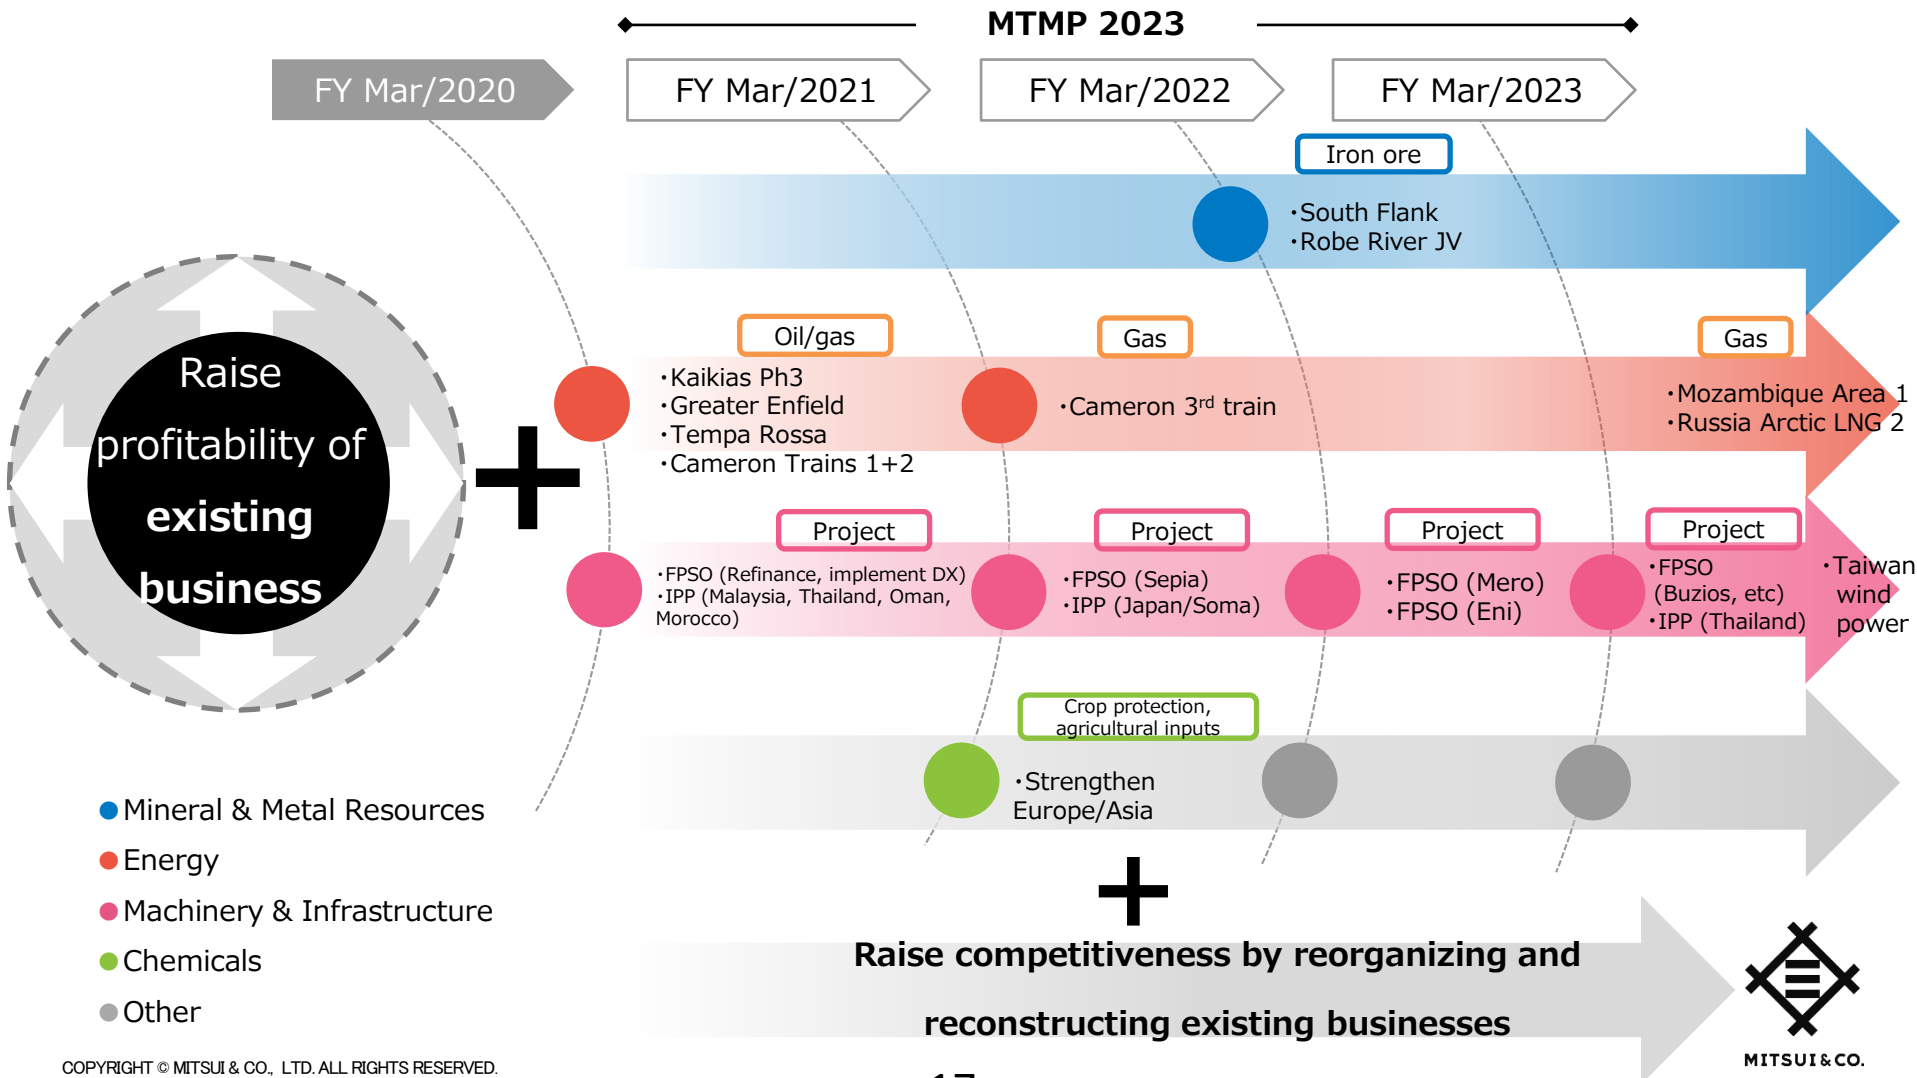 MTMP 2023
FY Mar/2020
FY Mar/2021
FY Mar/2022
FY Mar/2023
Iron ore
・South Flank
・Robe River JV
Raise
profitability of
existing
business
Oil/gas
・Kaikias Ph3
・Greater Enfield
・Tempa Rossa
・Cameron Trains 1+2
Gas
・Cameron 3rd train
Gas
・Mozambique Area 1
・Russia Arctic LNG 2
Project
・FPSO (Refinance, implement DX)
・IPP (Malaysia, Thailand, Oman,
Morocco)
Project
・FPSO (Sepia)
・IPP (Japan/Soma)
Project
・FPSO (Mero)
・FPSO (Eni)
Project
・FPSO
(Buzios, etc)
・IPP (Thailand)
・Taiwan
wind
power
Crop protection,
agricultural inputs
・Strengthen
Europe/Asia
Mineral & Metal Resources
Energy
Machinery & Infrastructure
Chemicals
Other
Raise competitiveness by reorganizing and
reconstructing existing businesses
MITSUI & CO.
COPYRIGHT © MITSUI & CO., LTD. ALL RIGHTS RESERVED.
17